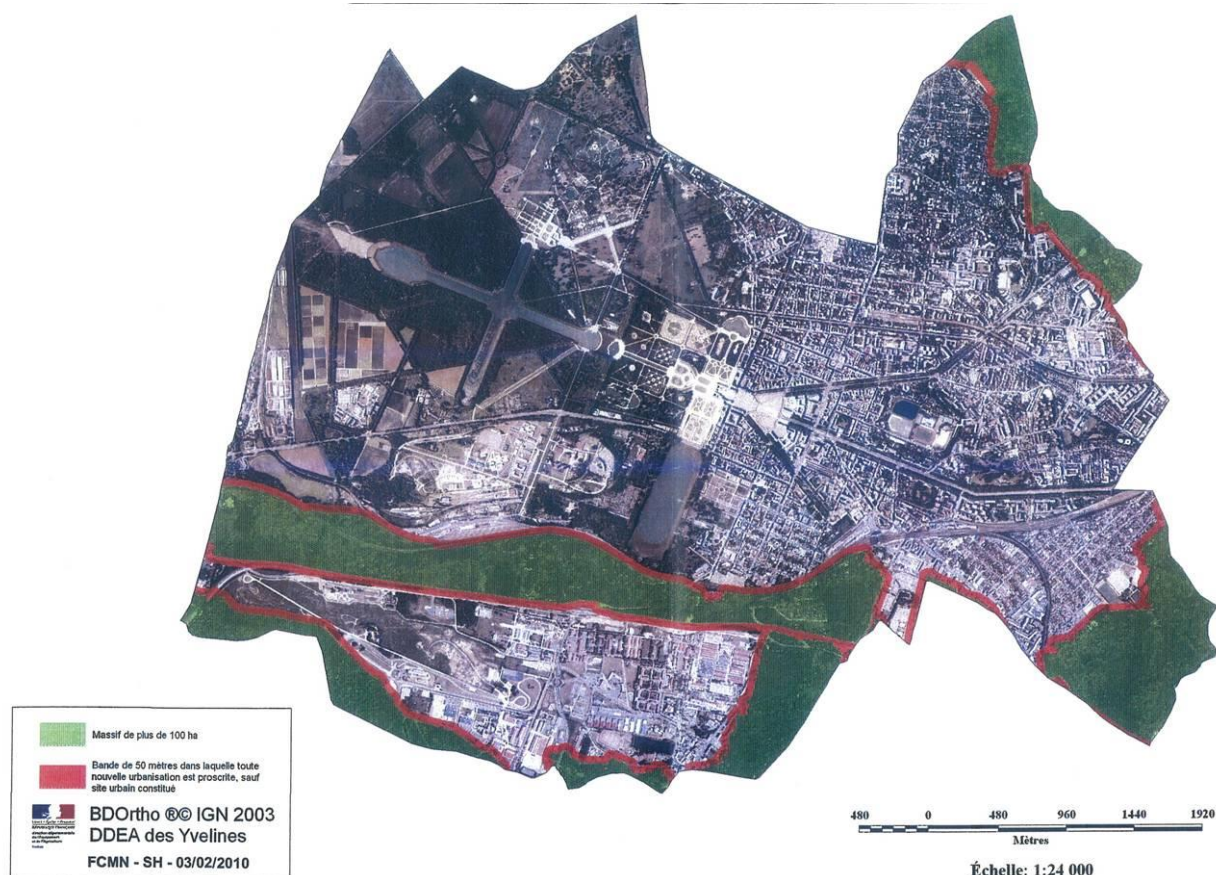 Massif de plus de 100 ha
Bande de 50 mètres dans laquelle toute
nouvelle urbanisation est proscrite, sauf
site urbain constitué
BDOrtho ®© IGN 2003
DDEA des Yvelines
FCMN - SH - 03/02/2010
480 0 480 960 1440 1920
Mètres
Échelle: 1:24 000